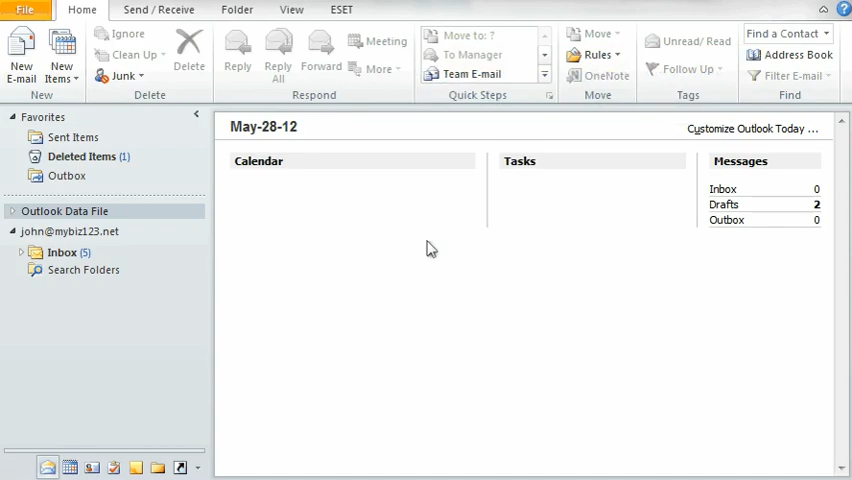 File Home Send / Receive Folder View ESET
New E-mail
New Items
Ignore
Clean Up
Junk
Delete
Reply
Reply All
Forward
Meeting
More
Move to: ?
To Manager
Team E-mail
Move
Rules
OneNote
Unread/ Read
Follow Up
Find a Contact
Address Book
Filter E-mail
New Delete Respond Quick Steps Move Tags Find
Favorites
Sent Items
Deleted Items (1)
Outbox
Outlook Data File
john@mybiz123.net
Inbox (5)
Search Folders
May-28-12
Customize Outlook Today ...
Calendar Tasks Messages
Inbox 0
Drafts 2
Outbox 0